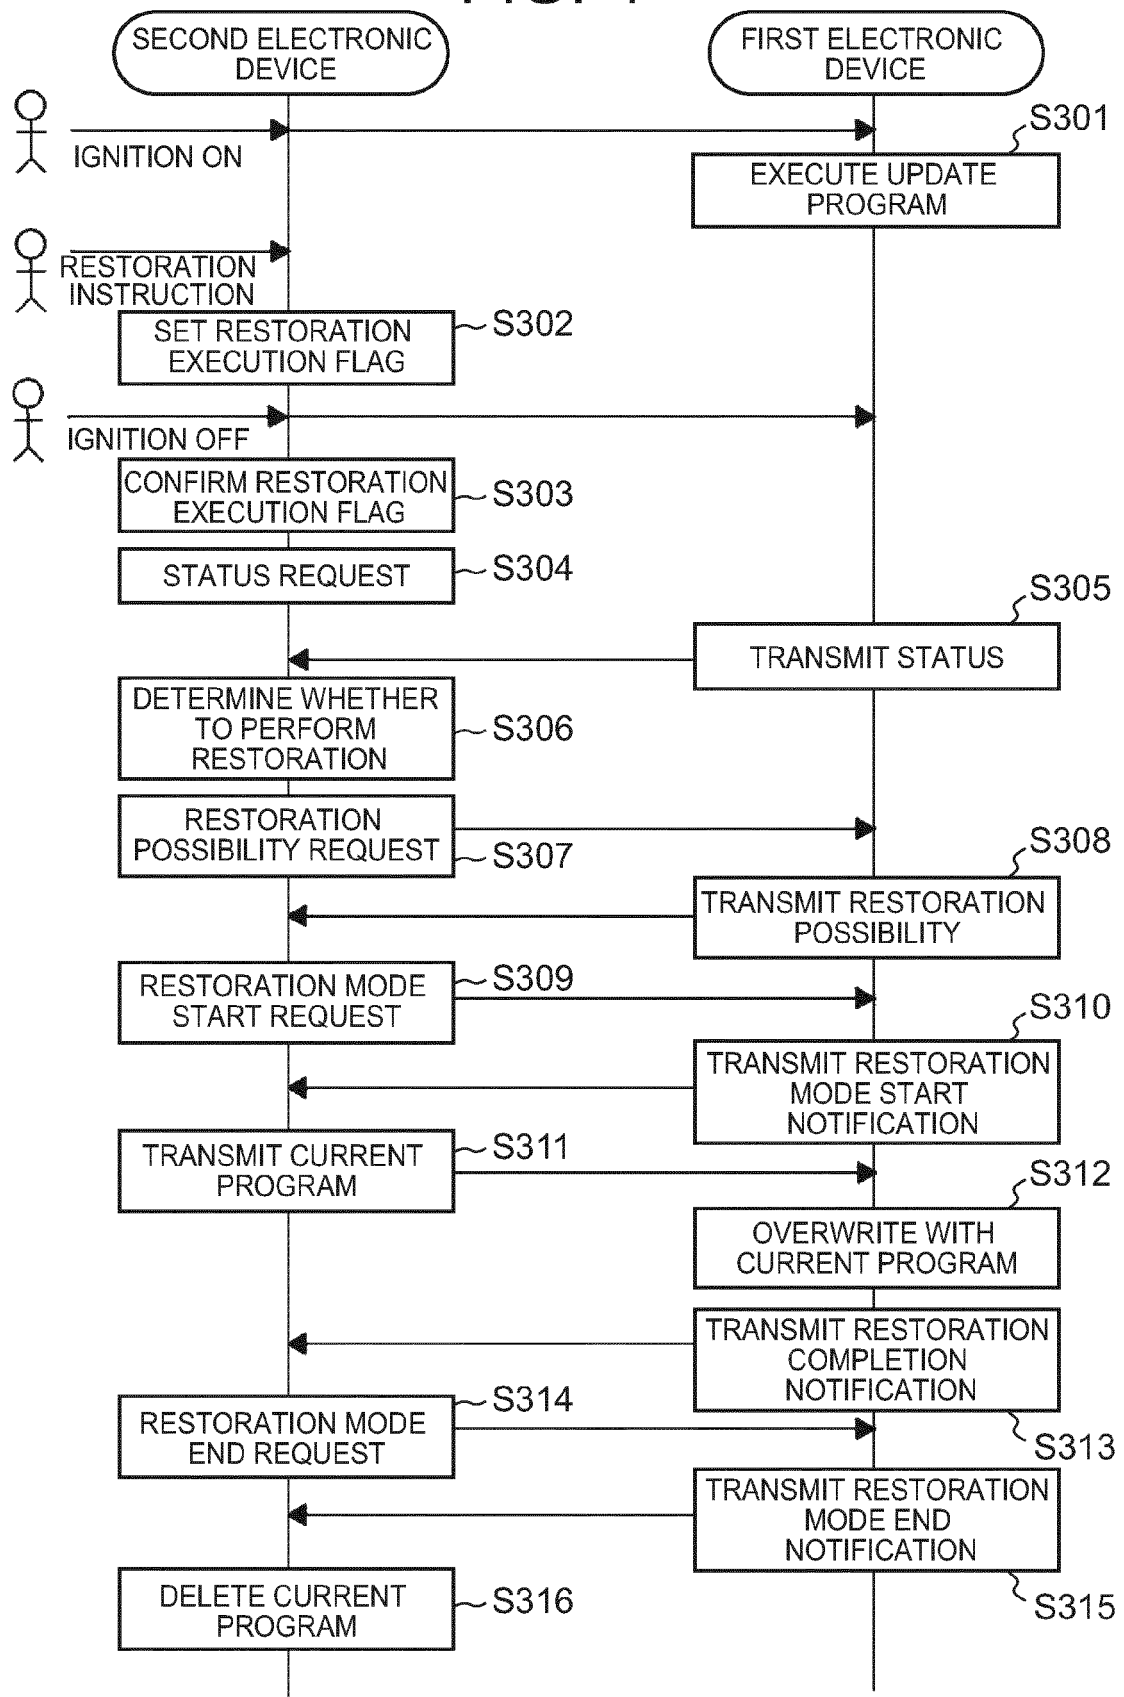 SECOND ELECTRONIC
DEVICE
FIRST ELECTRONIC
DEVICE
IGNITION ON
S301
EXECUTE UPDATE
PROGRAM
RESTORATION
INSTRUCTION
SET RESTORATION
EXECUTION FLAG
S302
IGNITION OFF
CONFIRM RESTORATION
EXECUTION FLAG
S303
STATUS REQUEST
S304
S305
TRANSMIT STATUS
DETERMINE WHETHER
TO PERFORM
RESTORATION
S306
RESTORATION
POSSIBILITY REQUEST
S307
S308
TRANSMIT RESTORATION
POSSIBILITY
RESTORATION MODE
START REQUEST
S309
S310
TRANSMIT RESTORATION
MODE START
NOTIFICATION
TRANSMIT CURRENT
PROGRAM
S311
S312
OVERWRITE WITH
CURRENT PROGRAM
TRANSMIT RESTORATION
COMPLETION
NOTIFICATION
S313
RESTORATION MODE
END REQUEST
S314
TRANSMIT RESTORATION
MODE END
NOTIFICATION
S315
DELETE CURRENT
PROGRAM
S316